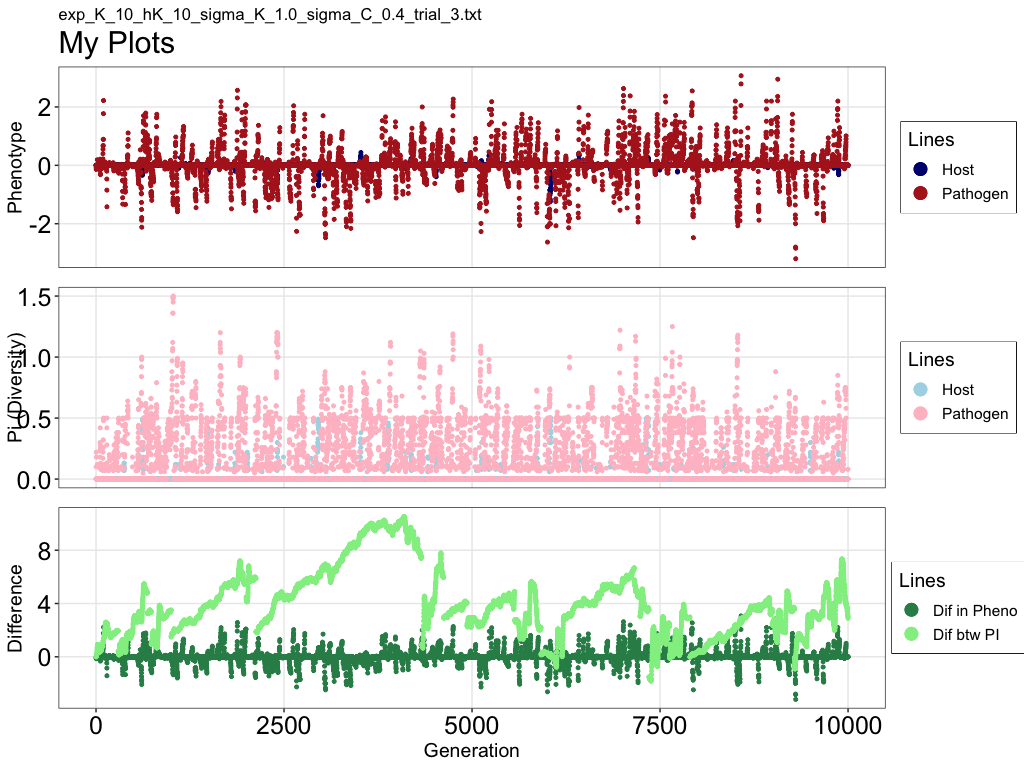 exp_K_10_hK_10_sigma_K_1.0_sigma_C_0.4_trial_3.txt
My Plots
Phenotype
2
0
-2
Lines
Host
Pathogen
Pi (Diversity)
1.5
1.0
0.5
0.0
Lines
Host
Pathogen
Difference
8
4
0
Lines
Dif in Pheno
Dif btw PI
0 2500 5000 7500 10000
Generation